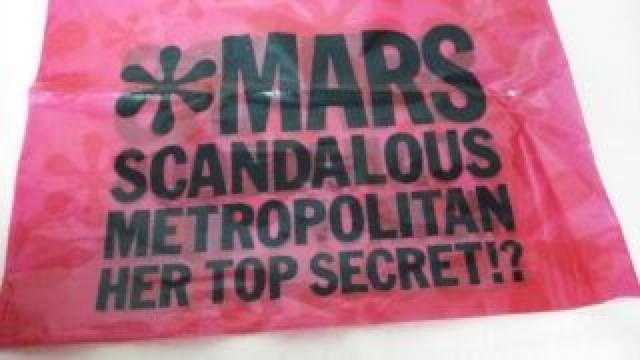 *MARS
SCANDALOUS
METROPOLITAN
HER TOP SECRET!?